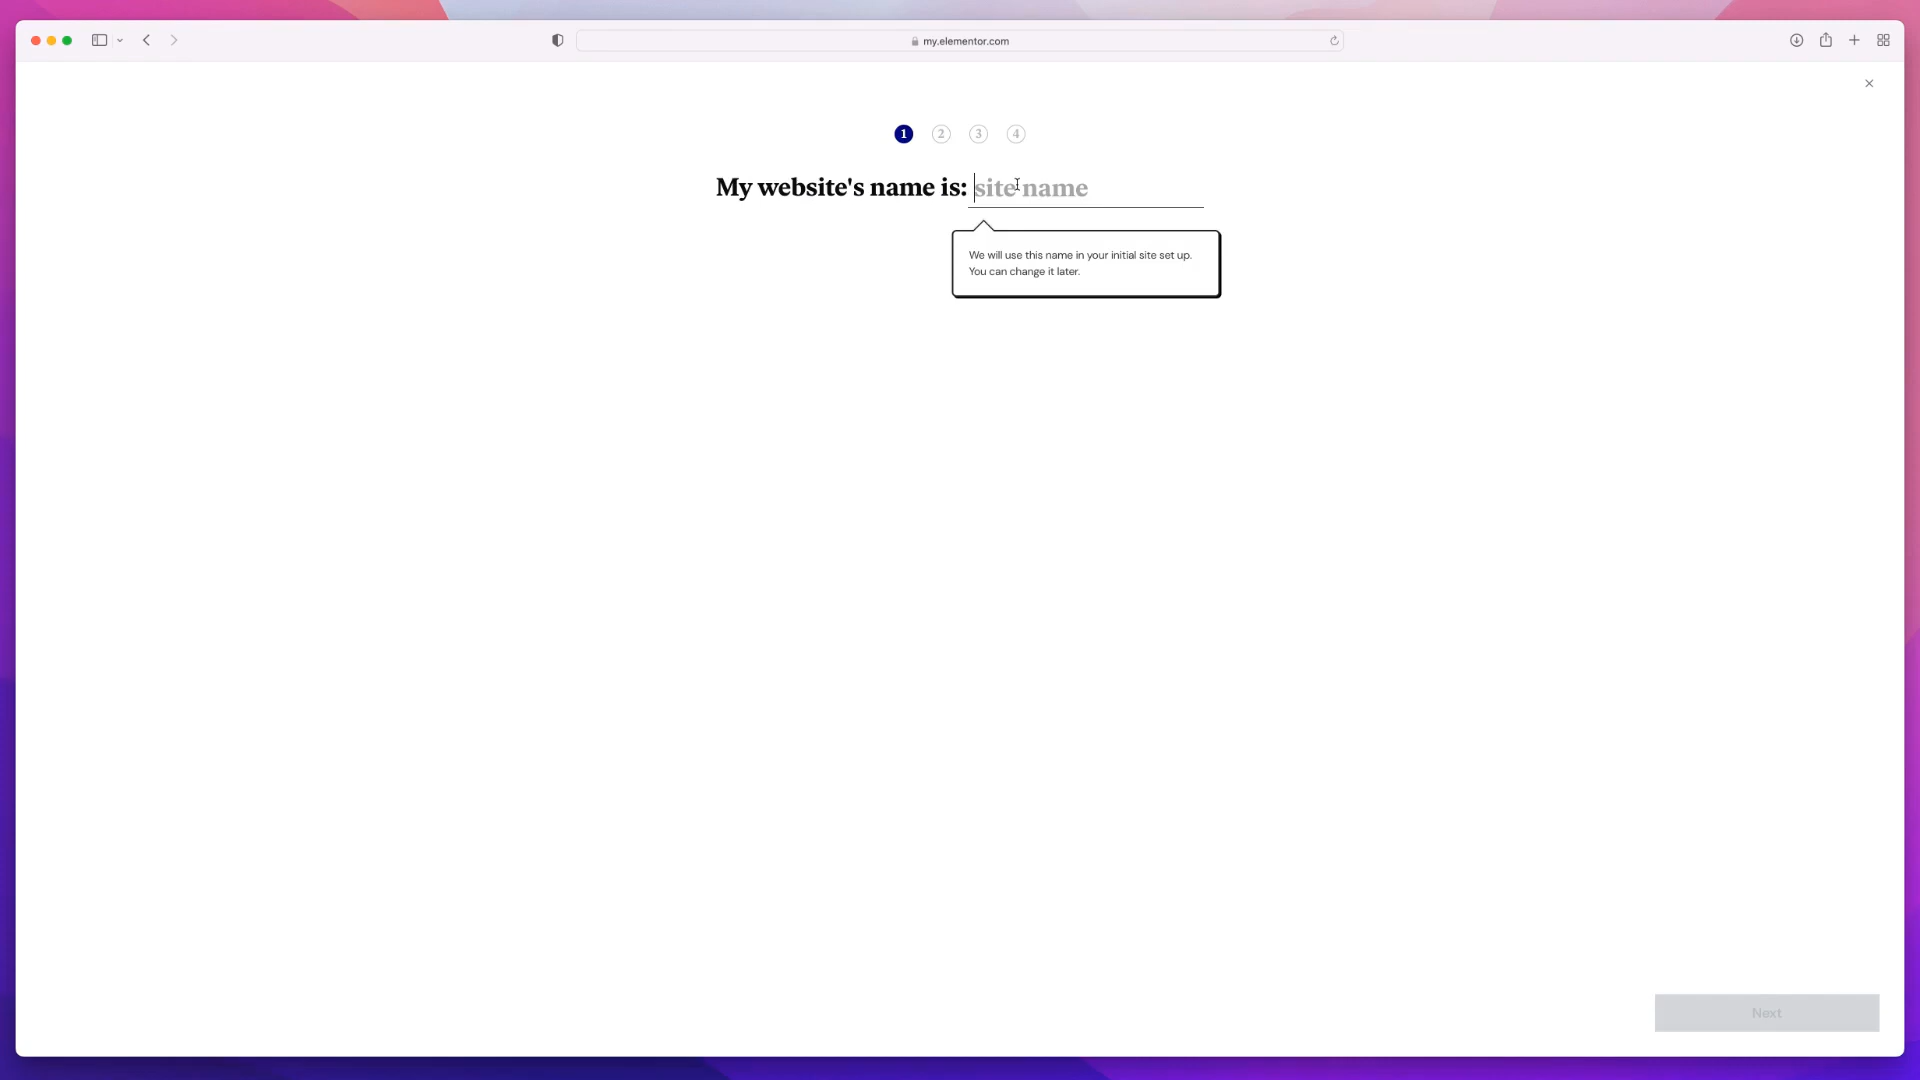 my.elementor.com
1 2 3 4
My website's name is: site name
We will use this name in your initial site set up.
You can change it later.
Next